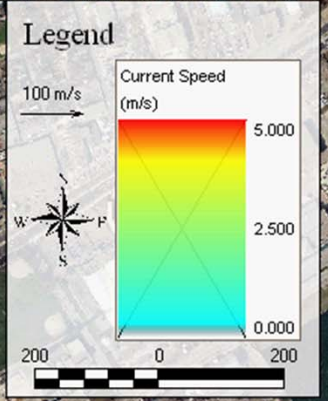 Legend
100 m/s
Current Speed
(m/s)
5.000
2.500
0.000
N
W E
S
200 0 200